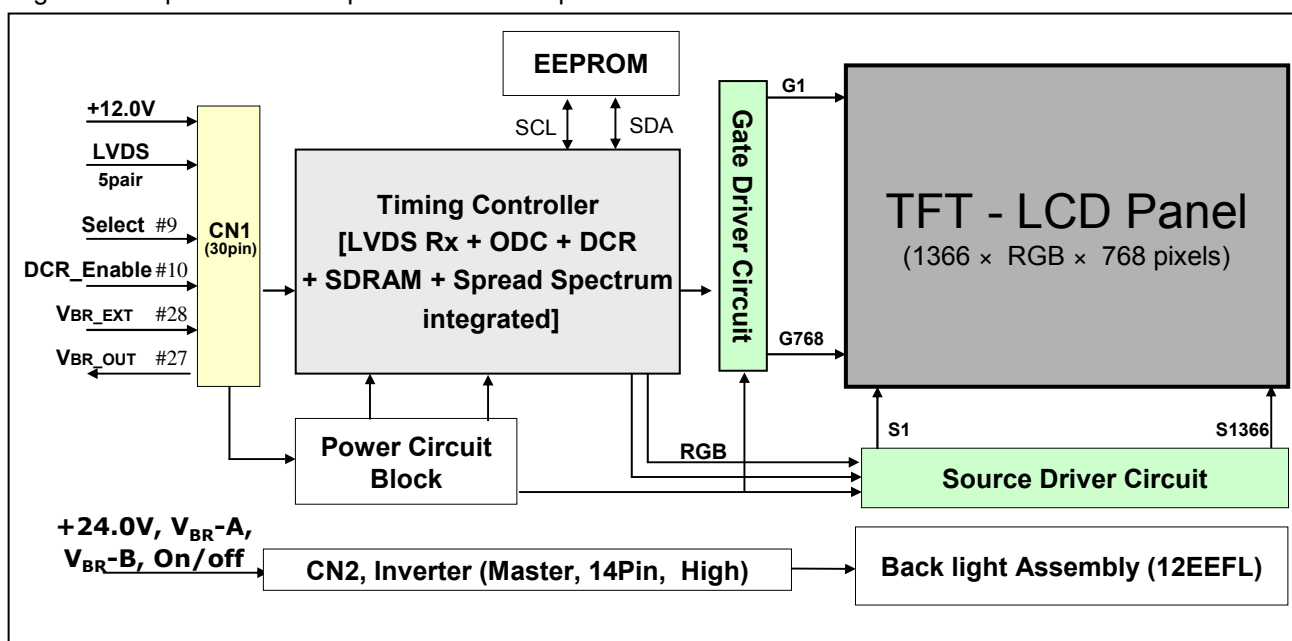 EEPROM
SCL
SDA
+12.0V
LVDS
5pair
Select #9
DCR_Enable #10
VBR_EXT #28
VBR_OUT #27
CN1
(30pin)
Timing Controller
[LVDS Rx + ODC + DCR
+ SDRAM + Spread Spectrum
integrated]
Gate Driver Circuit
G1
G768
TFT - LCD Panel
(1366 × RGB × 768 pixels)
S1
S1366
Power Circuit
Block
RGB
Source Driver Circuit
+24.0V, VBR-A,
VBR-B, On/off
CN2, Inverter (Master, 14Pin, High)
Back light Assembly (12EEFL)